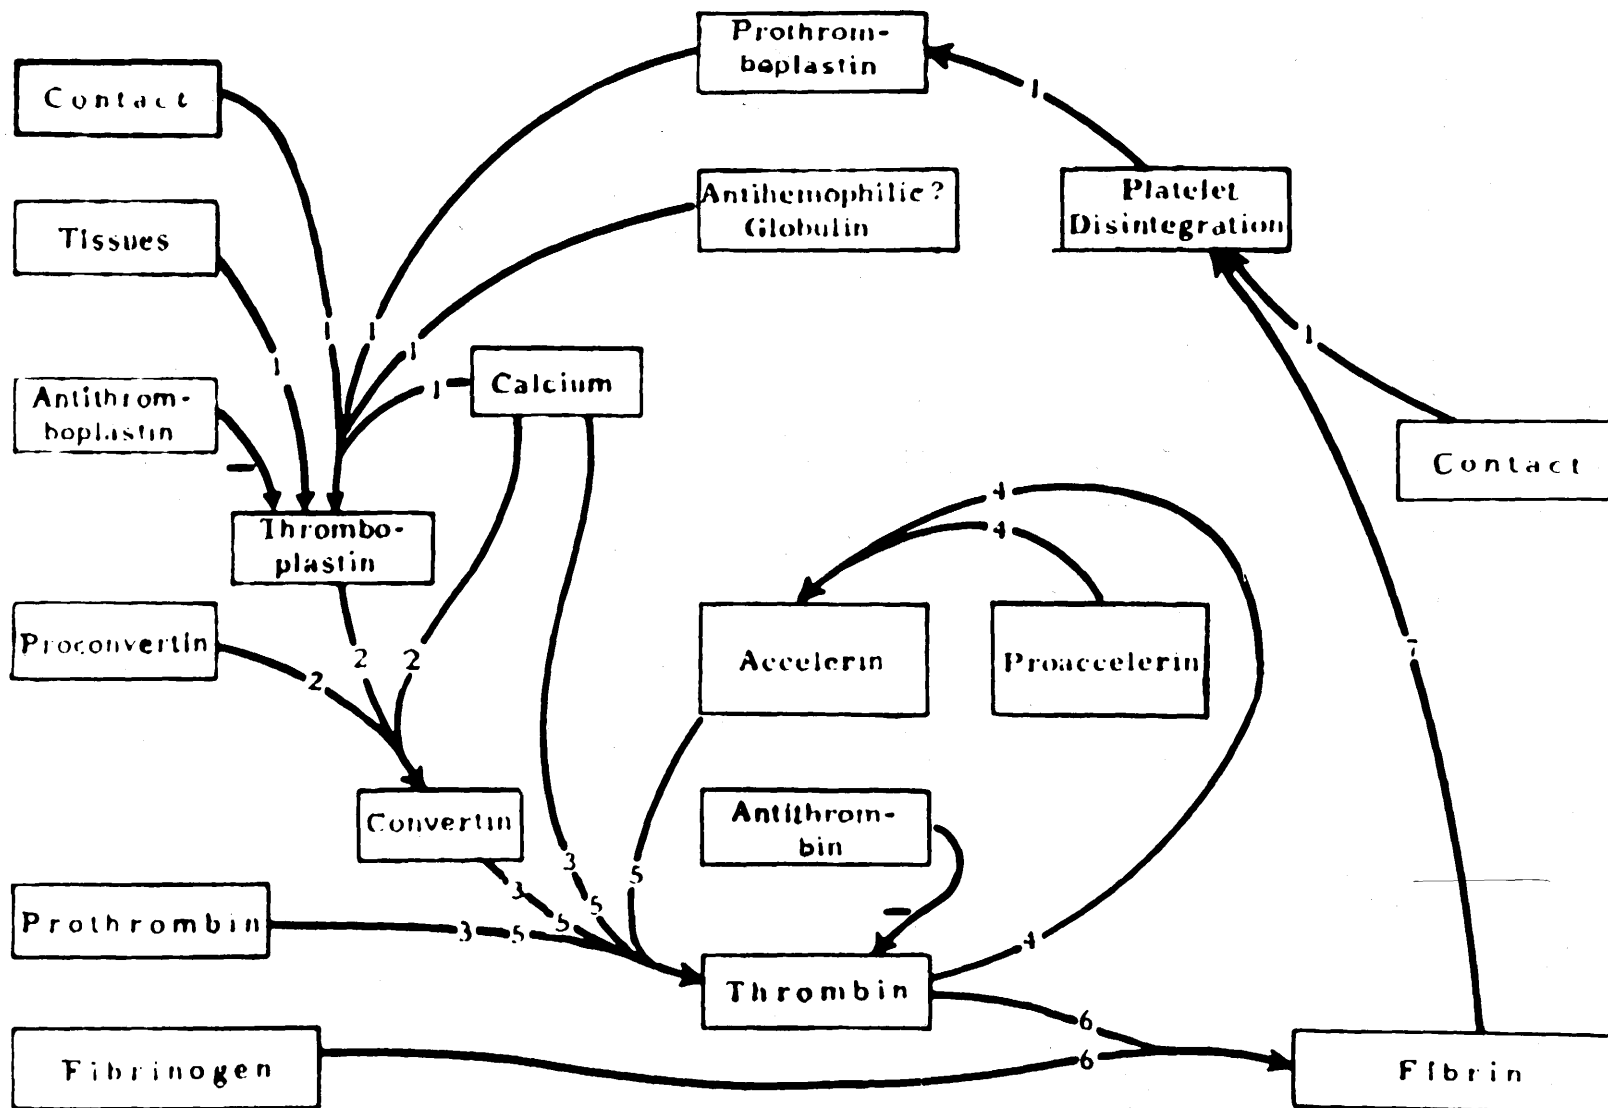 Prothrom-
boplastin
Contact
1
Antihemophilic?
Globulin
Platelet
Disintegration
Tissues
1
1
1
1
1
Calcium
1
Antithrom-
boplastin
–
Contact
4
4
Thrombo-
plastin
Proconvertin
2
2
2
7
Accelerin
Proaccelerin
Convertin
Antithrom-
bin
3
3
5
5
5
–
Prothrombin
3
5
4
Thrombin
6
6
Fibrinogen
Fibrin